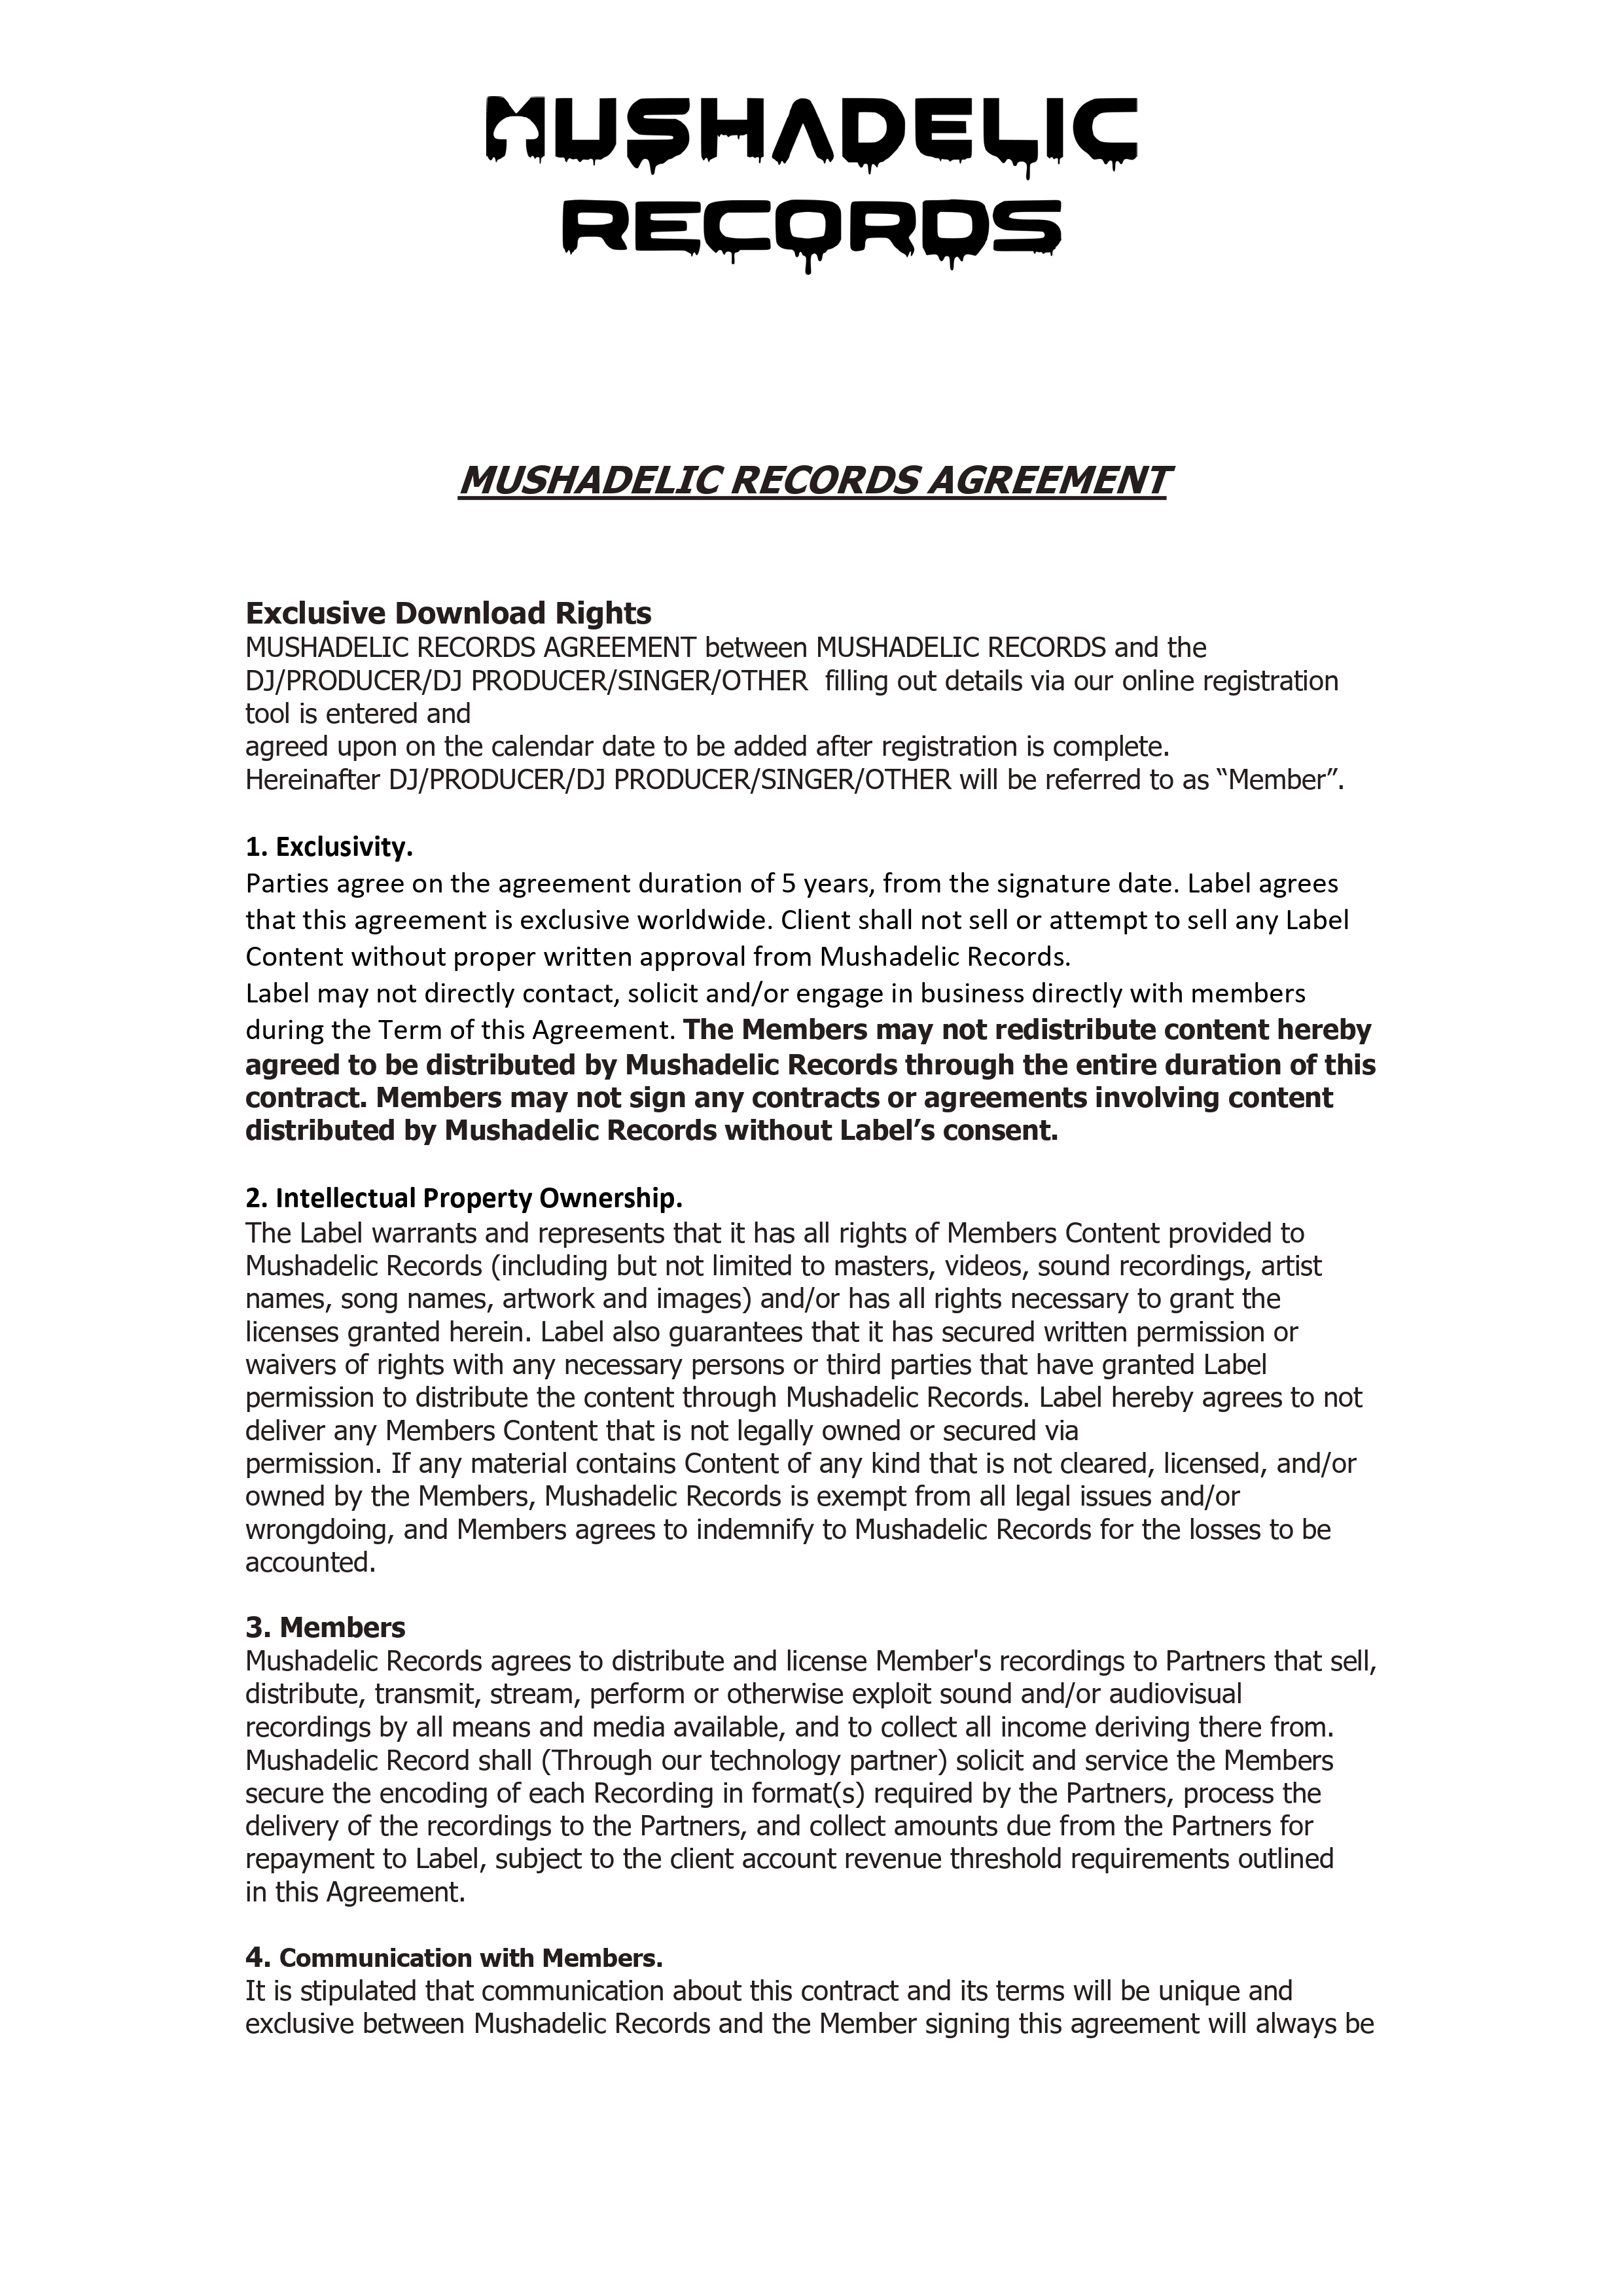 MUSHADELIC
RECORDS
MUSHADELIC RECORDS AGREEMENT
Exclusive Download Rights
MUSHADELIC RECORDS AGREEMENT between MUSHADELIC RECORDS and the
DJ/PRODUCER/DJ PRODUCER/SINGER/OTHER  filling out details via our online registration
tool is entered and
agreed upon on the calendar date to be added after registration is complete.
Hereinafter DJ/PRODUCER/DJ PRODUCER/SINGER/OTHER will be referred to as “Member”.
1. Exclusivity.
Parties agree on the agreement duration of 5 years, from the signature date. Label agrees
that this agreement is exclusive worldwide. Client shall not sell or attempt to sell any Label
Content without proper written approval from Mushadelic Records.
Label may not directly contact, solicit and/or engage in business directly with members
during the Term of this Agreement. The Members may not redistribute content hereby
agreed to be distributed by Mushadelic Records through the entire duration of this
contract. Members may not sign any contracts or agreements involving content
distributed by Mushadelic Records without Label’s consent.
2. Intellectual Property Ownership.
The Label warrants and represents that it has all rights of Members Content provided to
Mushadelic Records (including but not limited to masters, videos, sound recordings, artist
names, song names, artwork and images) and/or has all rights necessary to grant the
licenses granted herein. Label also guarantees that it has secured written permission or
waivers of rights with any necessary persons or third parties that have granted Label
permission to distribute the content through Mushadelic Records. Label hereby agrees to not
deliver any Members Content that is not legally owned or secured via
permission. If any material contains Content of any kind that is not cleared, licensed, and/or
owned by the Members, Mushadelic Records is exempt from all legal issues and/or
wrongdoing, and Members agrees to indemnify to Mushadelic Records for the losses to be
accounted.
3. Members
Mushadelic Records agrees to distribute and license Member's recordings to Partners that sell,
distribute, transmit, stream, perform or otherwise exploit sound and/or audiovisual
recordings by all means and media available, and to collect all income deriving there from.
Mushadelic Record shall (Through our technology partner) solicit and service the Members
secure the encoding of each Recording in format(s) required by the Partners, process the
delivery of the recordings to the Partners, and collect amounts due from the Partners for
repayment to Label, subject to the client account revenue threshold requirements outlined
in this Agreement.
4. Communication with Members.
It is stipulated that communication about this contract and its terms will be unique and
exclusive between Mushadelic Records and the Member signing this agreement will always be